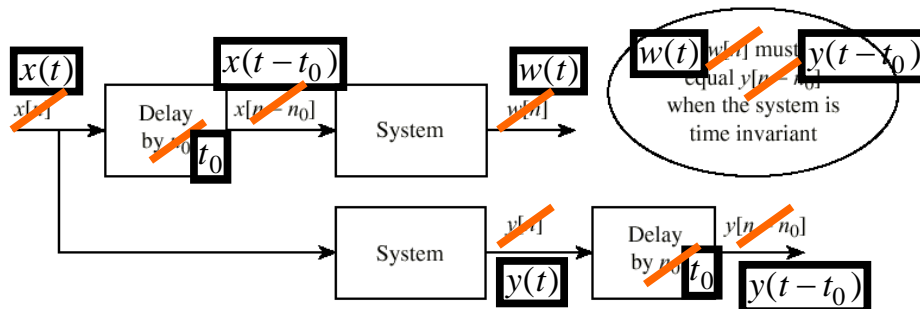 x(t)
x(t − t₀)
w(t)
w(t)
w[n] must
y(t − t₀)
x[n]
Delay
by n₀
t₀
x[n − n₀]
System
w[n]
equal y[n − n₀]
when the system is
time invariant
System
y[n]
y(t)
Delay
by n₀
t₀
y[n − n₀]
y(t − t₀)